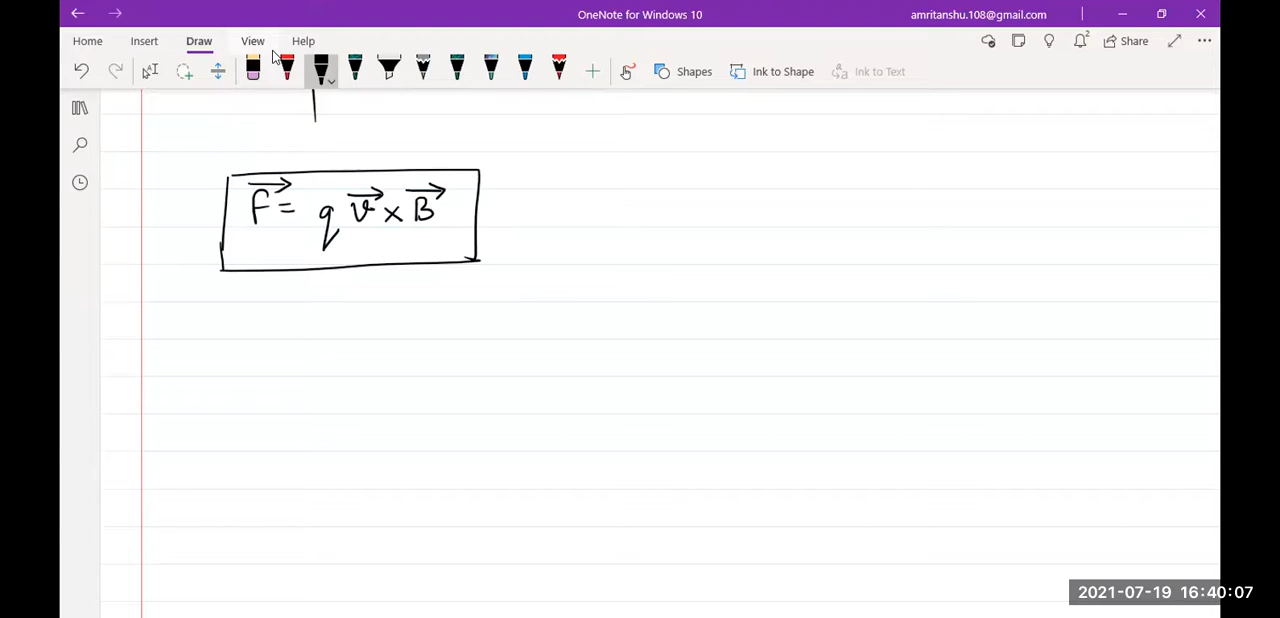 OneNote for Windows 10
amritanshu.108@gmail.com
Home Insert Draw View Help
2 Share
Shapes Ink to Shape Ink to Text
F⃗ = q v⃗ × B⃗
2021-07-19 16:40:07